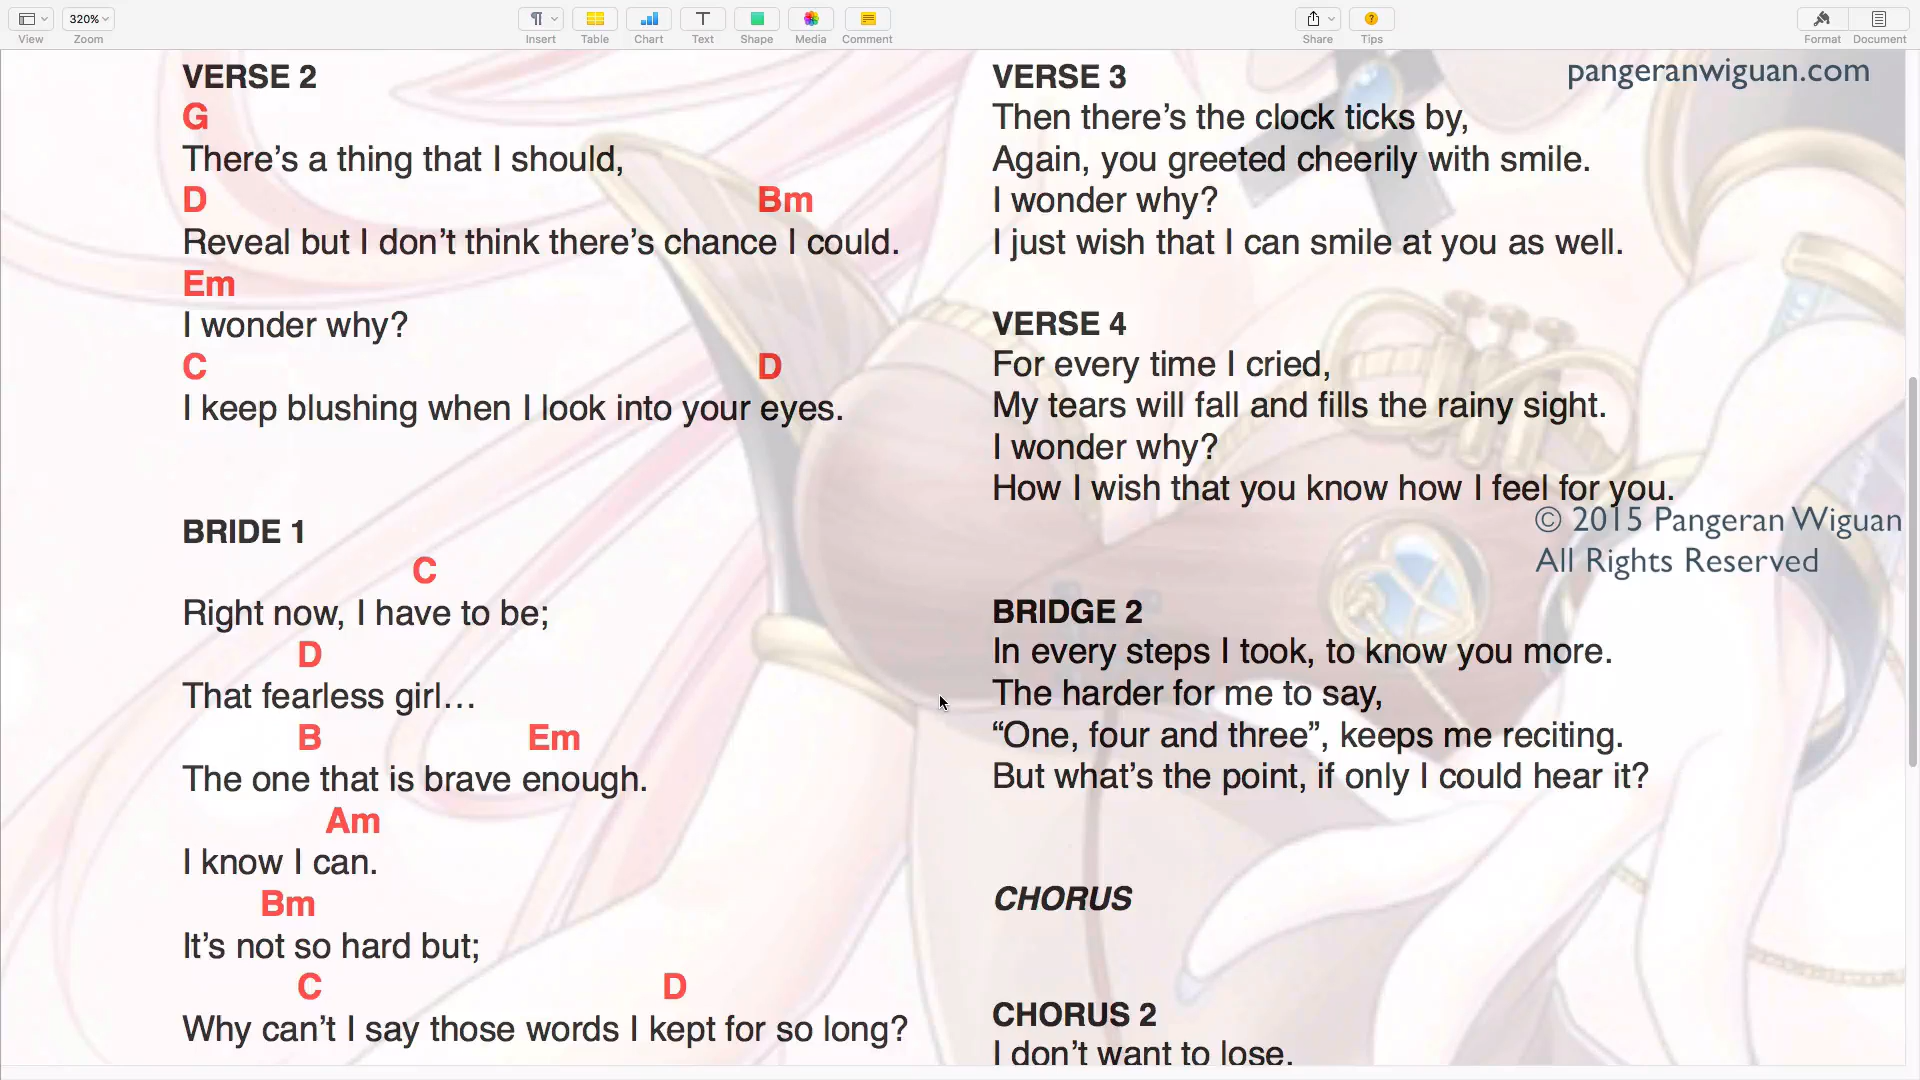 320%
View
Zoom
Insert
Table
Chart
Text
Shape
Media
Comment
Share
Tips
Format
Document
VERSE 2
G
There’s a thing that I should,
D Bm
Reveal but I don’t think there’s chance I could.
Em
I wonder why?
C D
I keep blushing when I look into your eyes.
BRIDE 1
C
Right now, I have to be;
D
That fearless girl…
B Em
The one that is brave enough.
Am
I know I can.
Bm
It’s not so hard but;
C D
Why can’t I say those words I kept for so long?
VERSE 3
Then there’s the clock ticks by,
Again, you greeted cheerily with smile.
I wonder why?
I just wish that I can smile at you as well.
VERSE 4
For every time I cried,
My tears will fall and fills the rainy sight.
I wonder why?
How I wish that you know how I feel for you.
BRIDGE 2
In every steps I took, to know you more.
The harder for me to say,
“One, four and three”, keeps me reciting.
But what’s the point, if only I could hear it?
CHORUS
CHORUS 2
I don’t want to lose.
pangeranwiguan.com
© 2015 Pangeran Wiguan
All Rights Reserved